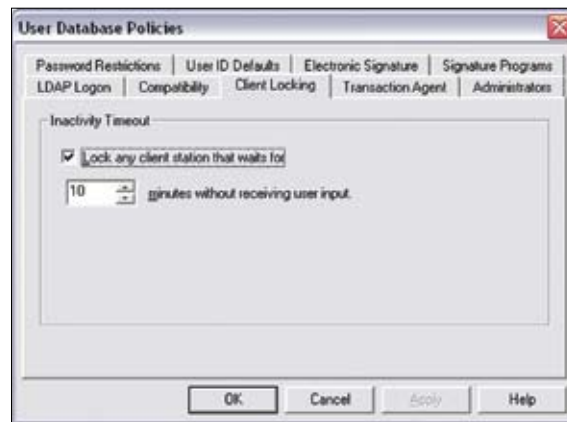 User Database Policies
Password Restrictions User ID Defaults Electronic Signature Signature Programs
LDAP Logon Compatibility Client Locking Transaction Agent Administrators
Inactivity Timeout
Lock any client station that waits for
10 minutes without receiving user input.
OK Cancel Apply Help